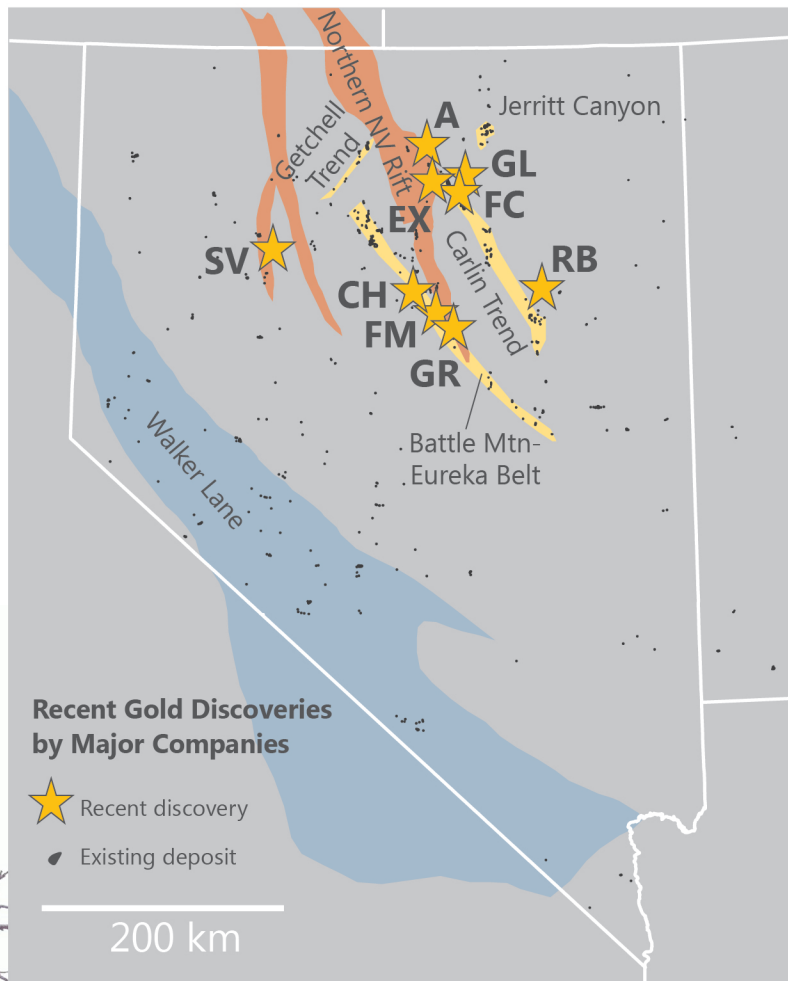 Northern NV Rift
Getchell
Trend
Jerritt Canyon
A
GL
FC
EX
SV
RB
Carlin Trend
CH
FM
GR
Battle Mtn-
Eureka Belt
Walker Lane
Recent Gold Discoveries
by Major Companies
Recent discovery
Existing deposit
200 km